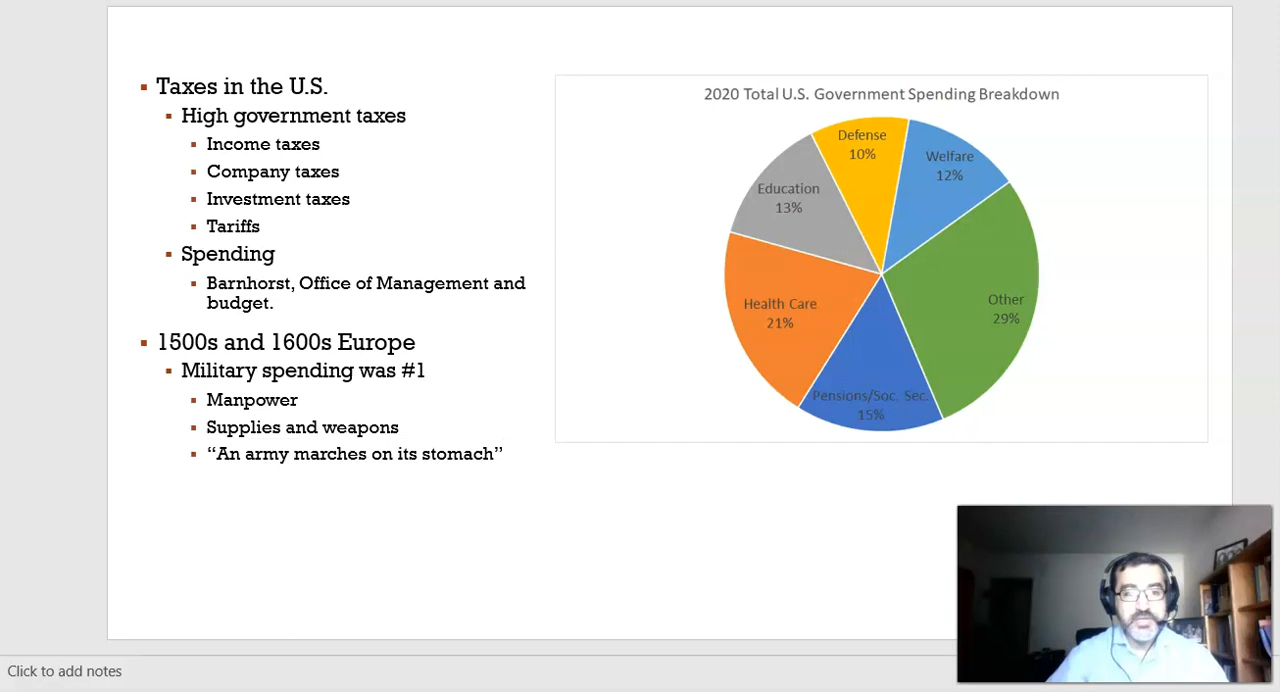 Taxes in the U.S.
High government taxes
Income taxes
Company taxes
Investment taxes
Tariffs
Spending
Barnhorst, Office of Management and
budget.
1500s and 1600s Europe
Military spending was #1
Manpower
Supplies and weapons
“An army marches on its stomach”
2020 Total U.S. Government Spending Breakdown
Defense
10%
Welfare
12%
Education
13%
Other
29%
Health Care
21%
Pensions/Soc. Sec.
15%
Click to add notes